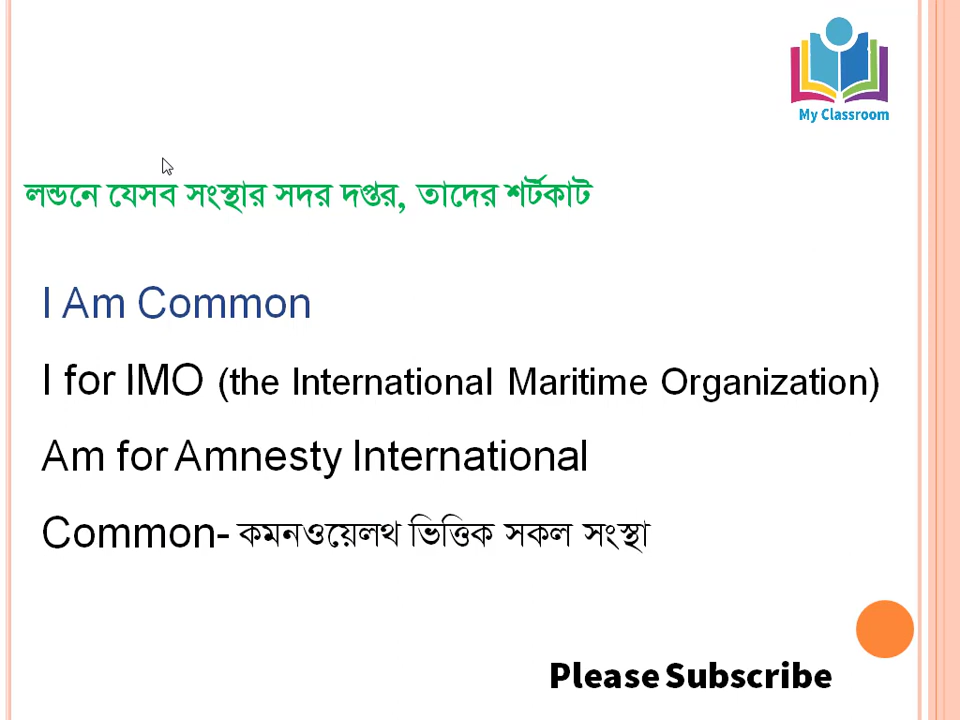 My Classroom
লন্ডনে যেসব সংস্থার সদর দপ্তর, তাদের শর্টকাট
I Am Common
I for IMO (the International Maritime Organization)
Am for Amnesty International
Common- কমনওয়েলথ ভিত্তিক সকল সংস্থা
Please Subscribe